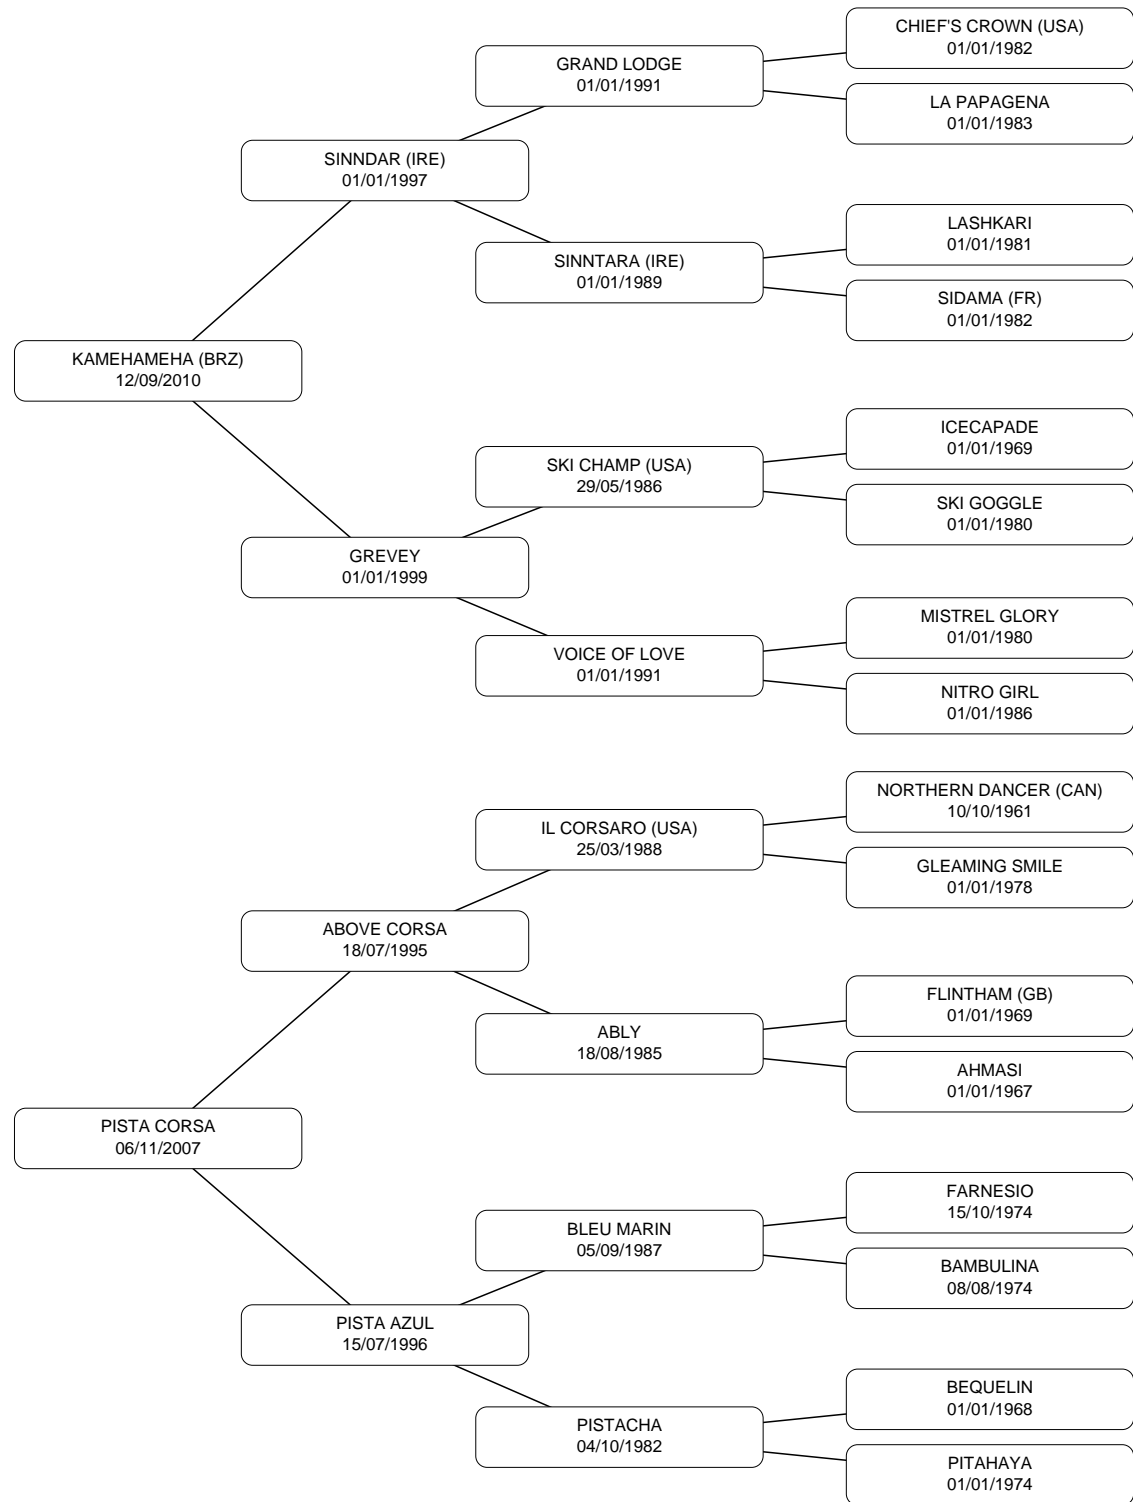 CHIEF'S CROWN (USA)
01/01/1982
GRAND LODGE
01/01/1991
LA PAPAGENA
01/01/1983
SINNDAR (IRE)
01/01/1997
LASHKARI
01/01/1981
SINNTARA (IRE)
01/01/1989
SIDAMA (FR)
01/01/1982
KAMEHAMEHA (BRZ)
12/09/2010
ICECAPADE
01/01/1969
SKI CHAMP (USA)
29/05/1986
SKI GOGGLE
01/01/1980
GREVEY
01/01/1999
MISTREL GLORY
01/01/1980
VOICE OF LOVE
01/01/1991
NITRO GIRL
01/01/1986
NORTHERN DANCER (CAN)
10/10/1961
IL CORSARO (USA)
25/03/1988
GLEAMING SMILE
01/01/1978
ABOVE CORSA
18/07/1995
FLINTHAM (GB)
01/01/1969
ABLY
18/08/1985
AHMASI
01/01/1967
PISTA CORSA
06/11/2007
FARNESIO
15/10/1974
BLEU MARIN
05/09/1987
BAMBULINA
08/08/1974
PISTA AZUL
15/07/1996
BEQUELIN
01/01/1968
PISTACHA
04/10/1982
PITAHAYA
01/01/1974